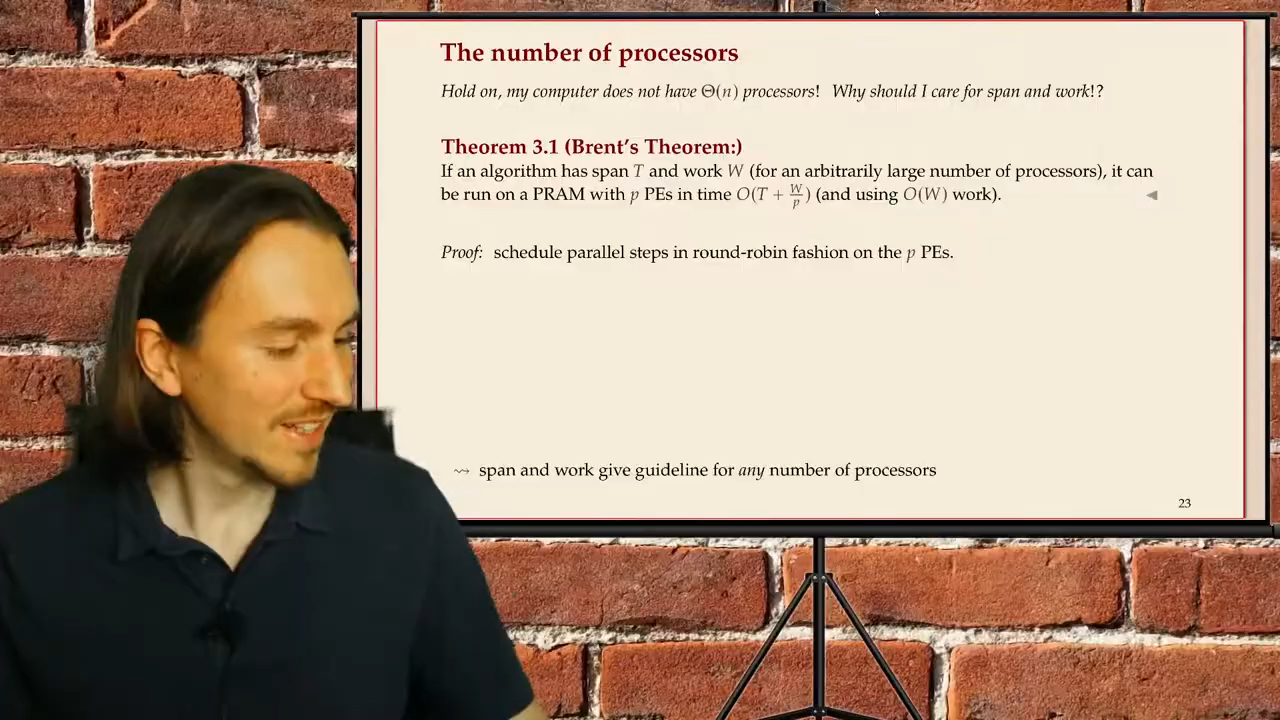 The number of processors
Hold on, my computer does not have Θ(n) processors! Why should I care for span and work!?
Theorem 3.1 (Brent's Theorem:)
If an algorithm has span T and work W (for an arbitrarily large number of processors), it can
be run on a PRAM with p PEs in time O(T + W/p) (and using O(W) work). ◀
Proof: schedule parallel steps in round-robin fashion on the p PEs.
⇝ span and work give guideline for any number of processors
23